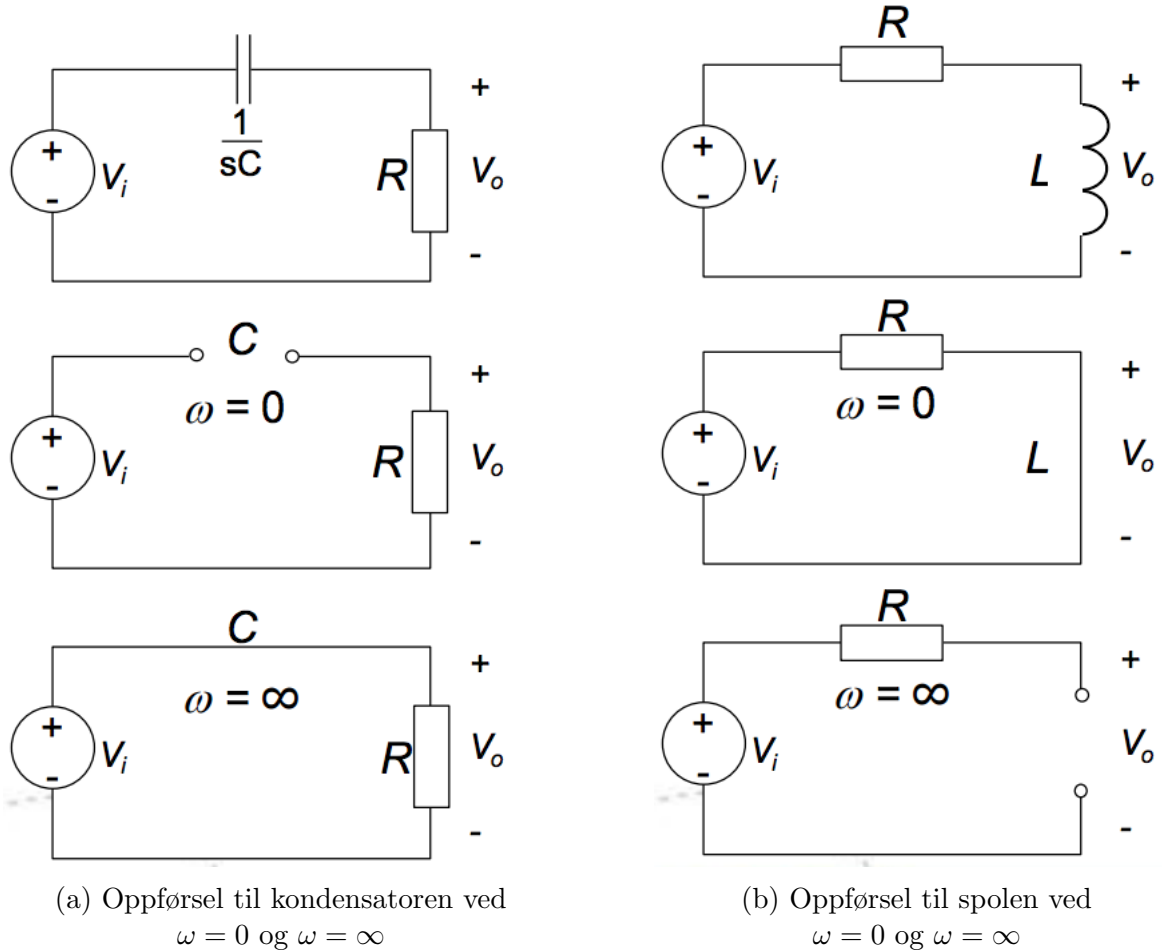 +
-
V_i
1
sC
R
+
V_o
-
R
+
-
V_i
L
+
V_o
-
C
ω = 0
+
-
V_i
R
+
V_o
-
R
ω = 0
+
-
V_i
L
+
V_o
-
C
ω = ∞
+
-
V_i
R
+
V_o
-
R
ω = ∞
+
-
V_i
+
V_o
-
(a) Oppførsel til kondensatoren ved
ω = 0 og ω = ∞
(b) Oppførsel til spolen ved
ω = 0 og ω = ∞